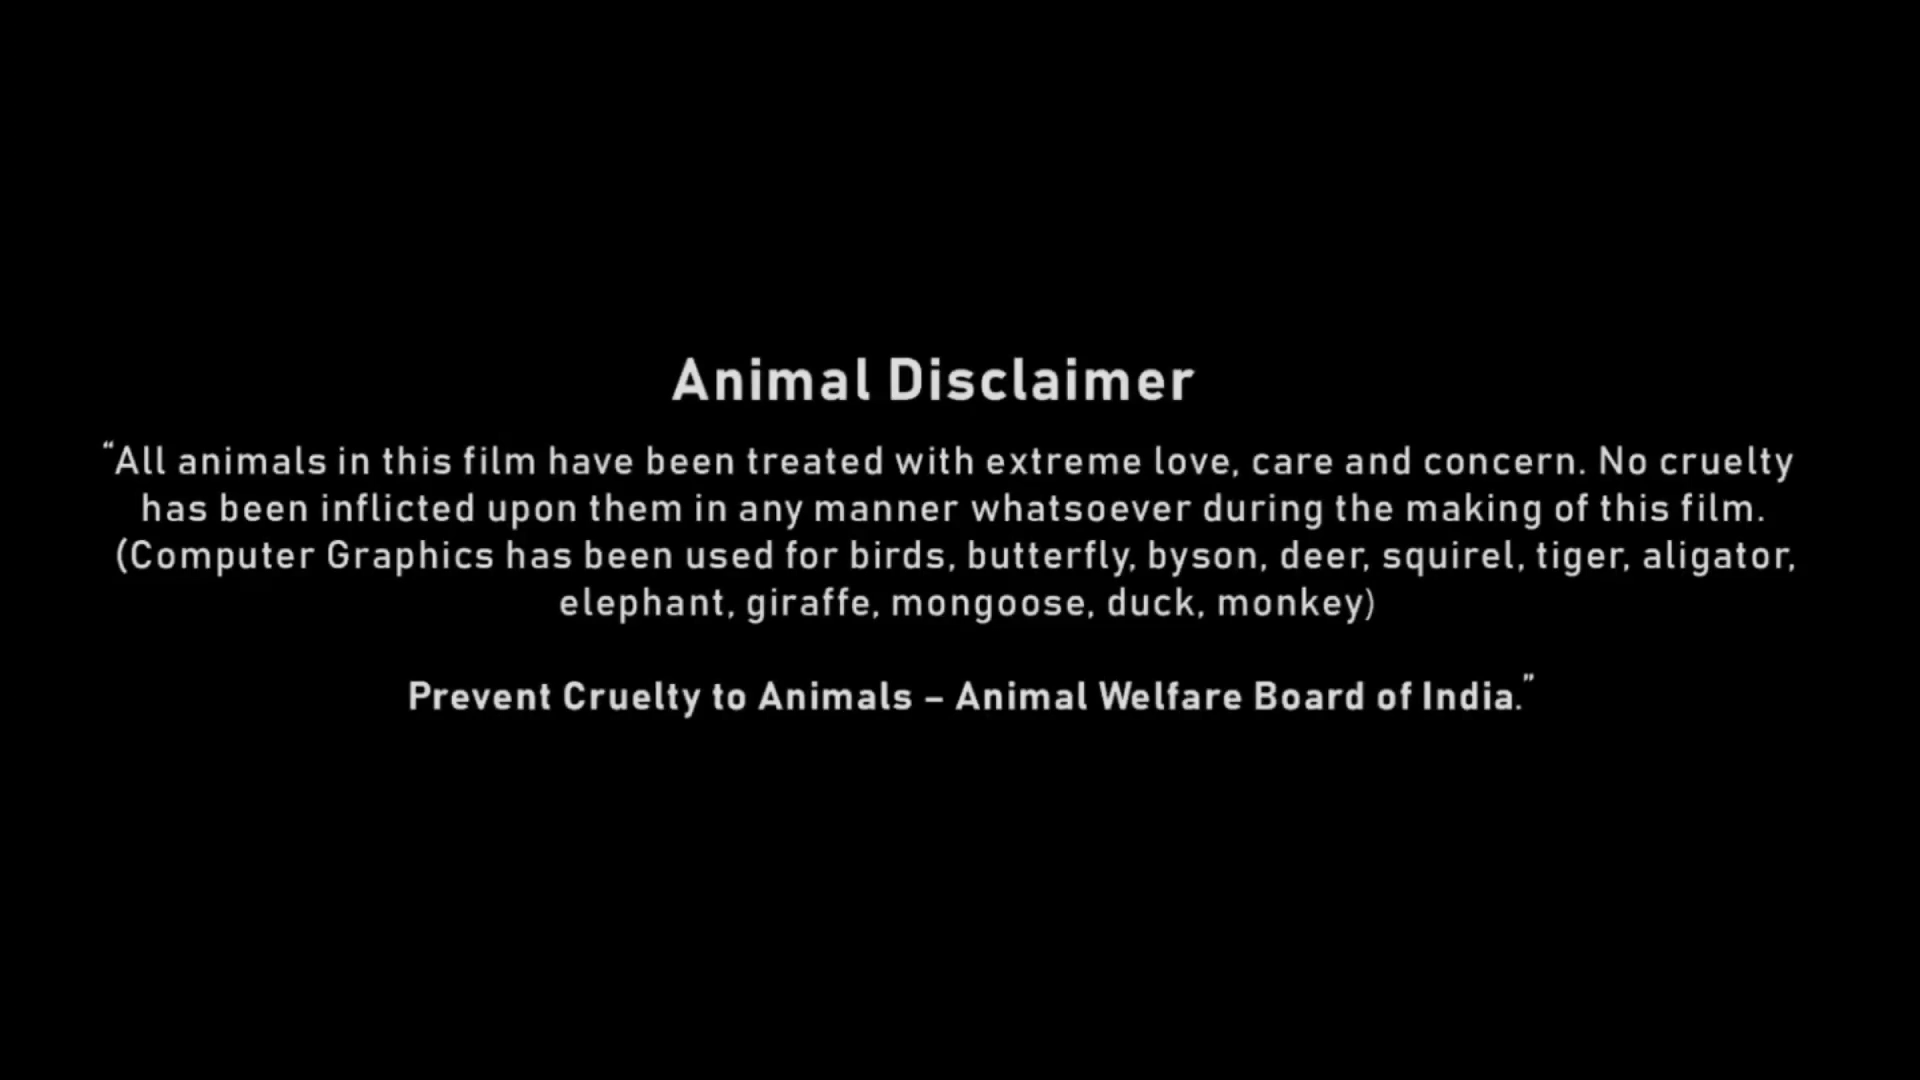 Animal Disclaimer
“All animals in this film have been treated with extreme love, care and concern. No cruelty
has been inflicted upon them in any manner whatsoever during the making of this film.
(Computer Graphics has been used for birds, butterfly, byson, deer, squirel, tiger, aligator,
elephant, giraffe, mongoose, duck, monkey)
Prevent Cruelty to Animals – Animal Welfare Board of India.”